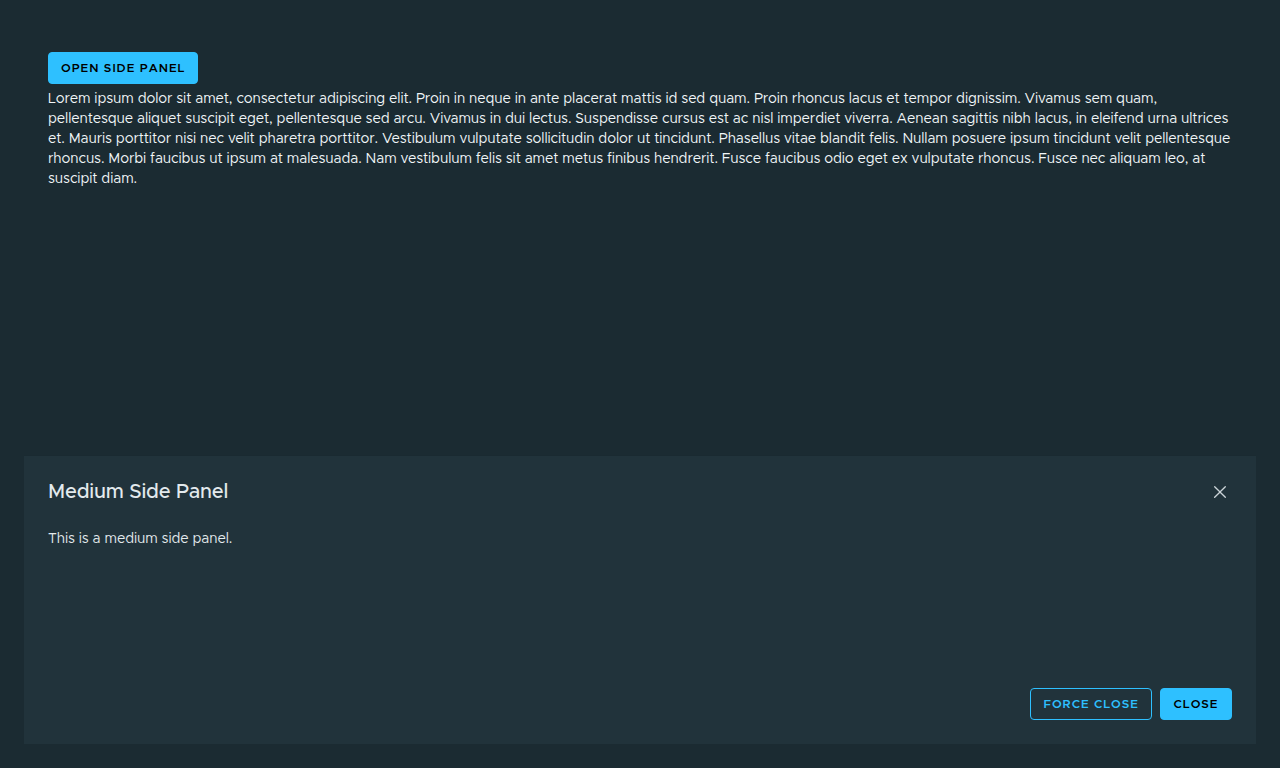 OPEN SIDE PANEL
Lorem ipsum dolor sit amet, consectetur adipiscing elit. Proin in neque in ante placerat mattis id sed quam. Proin rhoncus lacus et tempor dignissim. Vivamus sem quam,
pellentesque aliquet suscipit eget, pellentesque sed arcu. Vivamus in dui lectus. Suspendisse cursus est ac nisl imperdiet viverra. Aenean sagittis nibh lacus, in eleifend urna ultrices
et. Mauris porttitor nisi nec velit pharetra porttitor. Vestibulum vulputate sollicitudin dolor ut tincidunt. Phasellus vitae blandit felis. Nullam posuere ipsum tincidunt velit pellentesque
rhoncus. Morbi faucibus ut ipsum at malesuada. Nam vestibulum felis sit amet metus finibus hendrerit. Fusce faucibus odio eget ex vulputate rhoncus. Fusce nec aliquam leo, at
suscipit diam.
Medium Side Panel
This is a medium side panel.
FORCE CLOSE
CLOSE